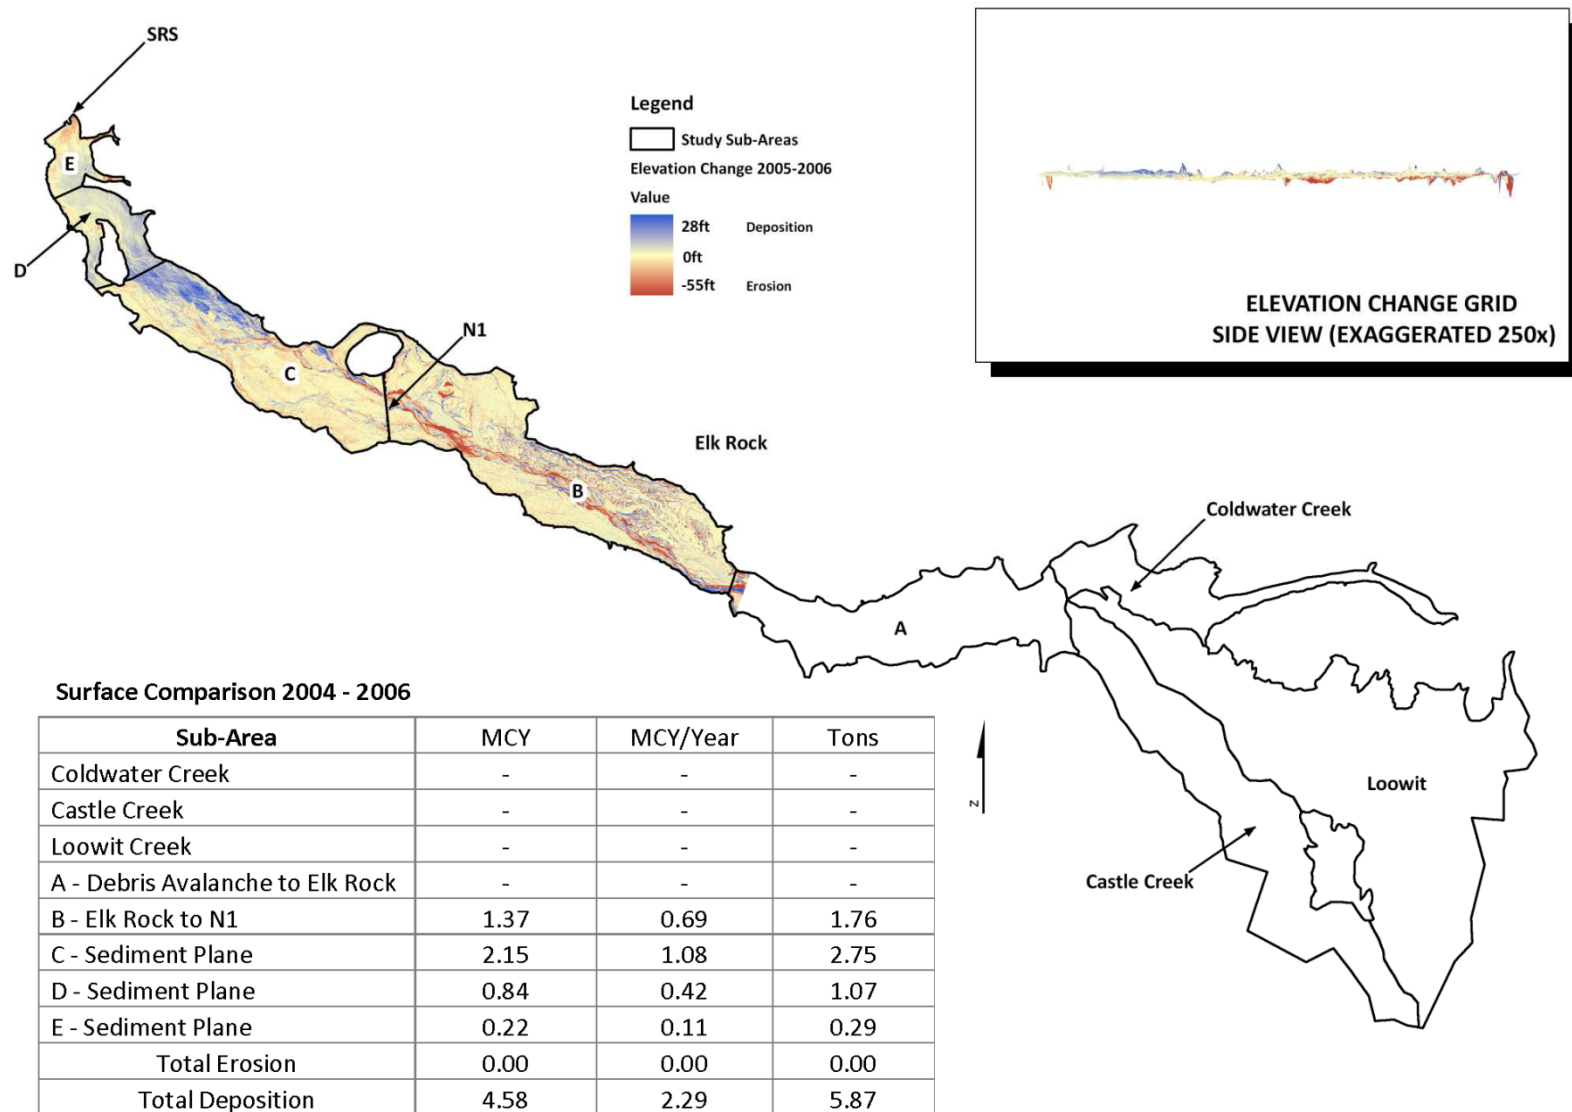 SRS
E
D
C
N1
B
Elk Rock
A
Coldwater Creek
Loowit
Castle Creek
Z
Legend
Study Sub-Areas
Elevation Change 2005-2006
Value
28ft Deposition
0ft
-55ft Erosion
ELEVATION CHANGE GRID
SIDE VIEW (EXAGGERATED 250x)
Surface Comparison 2004 - 2006
Sub-Area MCY MCY/Year Tons
Coldwater Creek - - -
Castle Creek - - -
Loowit Creek - - -
A - Debris Avalanche to Elk Rock - - -
B - Elk Rock to N1 1.37 0.69 1.76
C - Sediment Plane 2.15 1.08 2.75
D - Sediment Plane 0.84 0.42 1.07
E - Sediment Plane 0.22 0.11 0.29
Total Erosion 0.00 0.00 0.00
Total Deposition 4.58 2.29 5.87